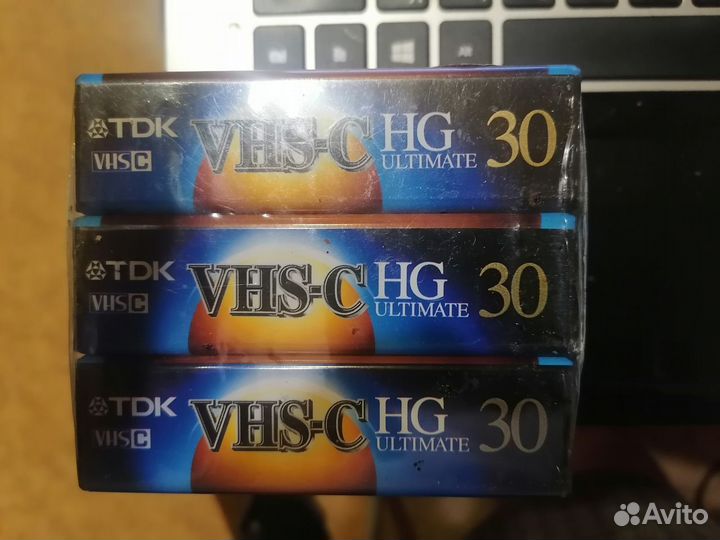 TDK VHS-C HG 30
VHS C ULTIMATE
TDK VHS-C HG 30
VHS C ULTIMATE
TDK VHS-C HG 30
VHS C ULTIMATE
Avito